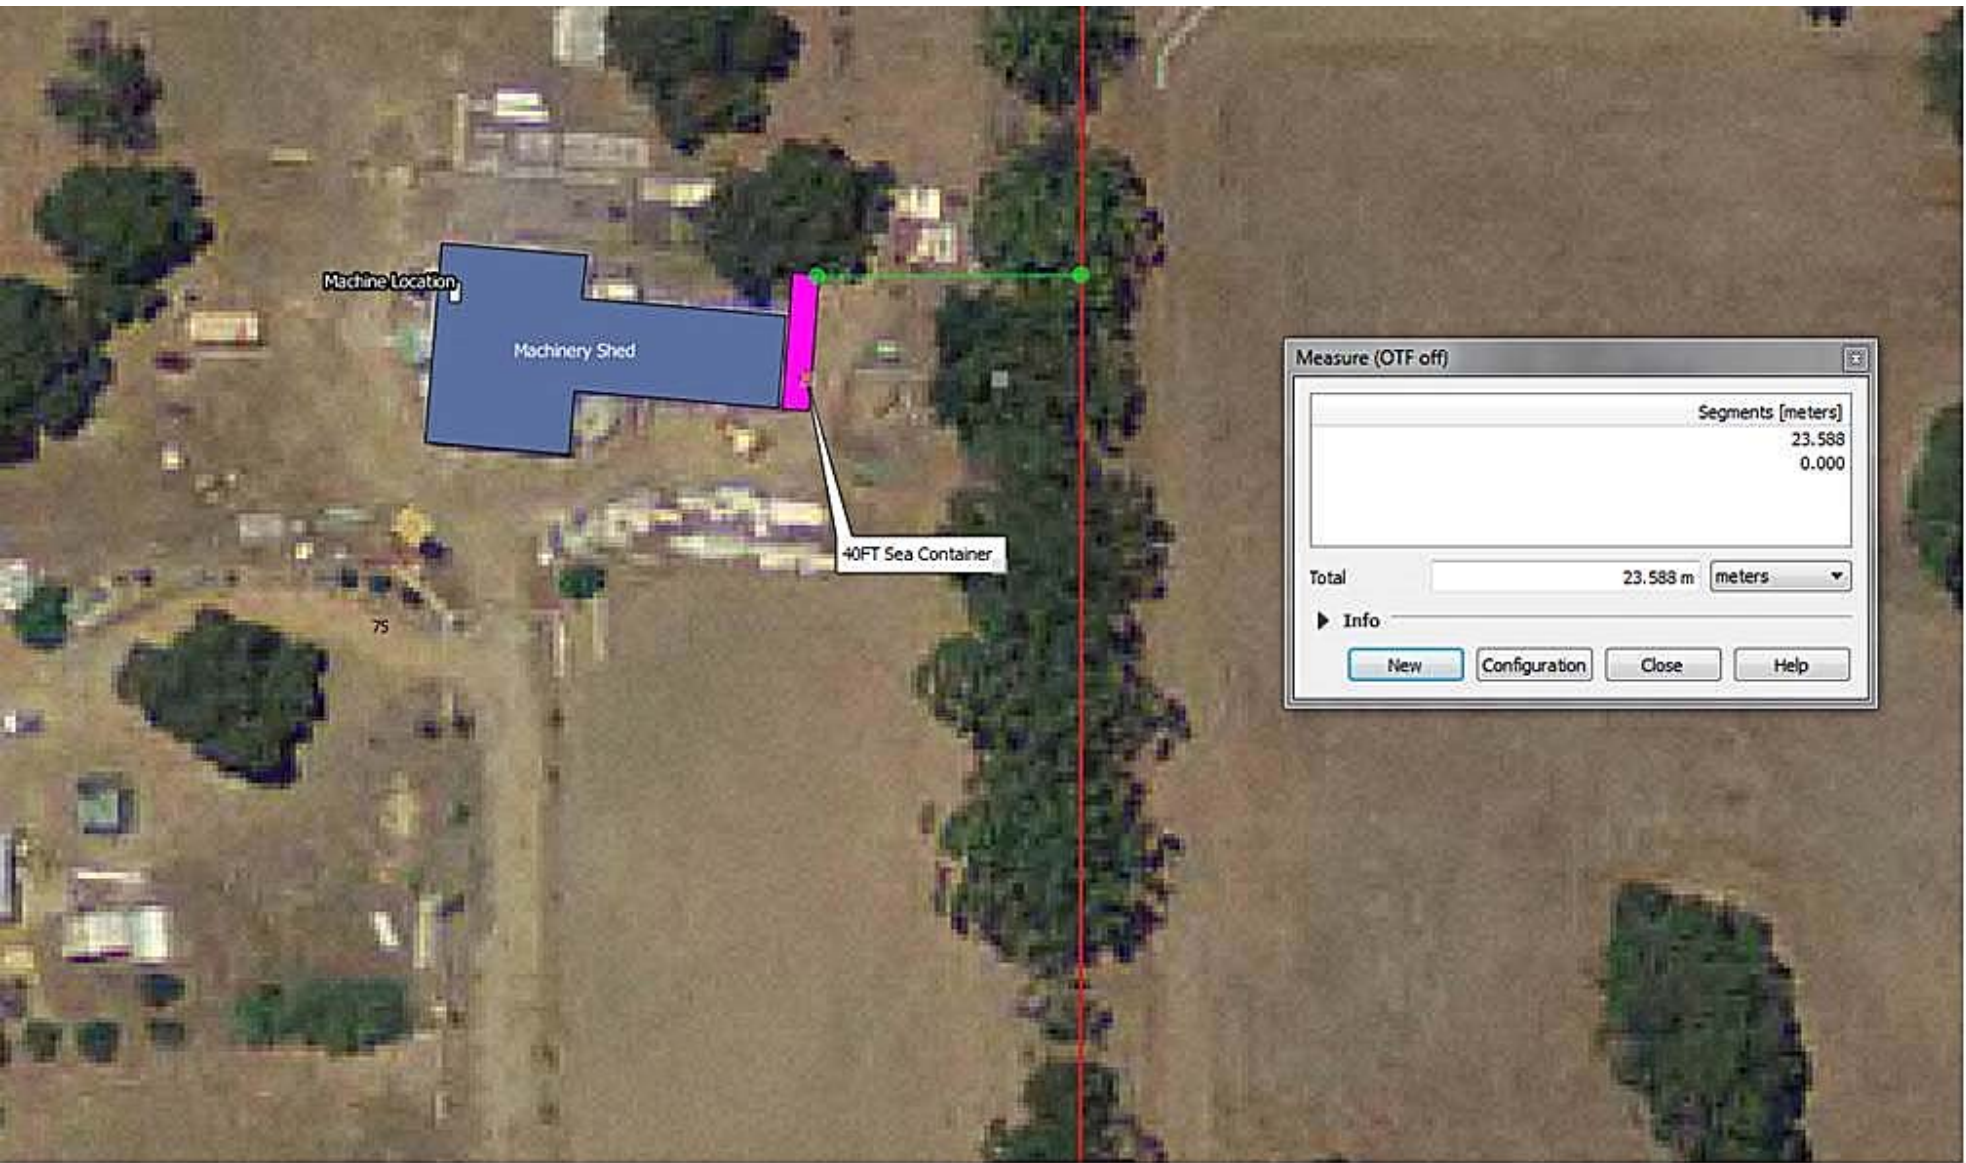 Machine Location
Machinery Shed
40FT Sea Container
75
Measure (OTF off)
Segments [meters]
23.588
0.000
Total
23.588 m
meters
Info
New
Configuration
Close
Help